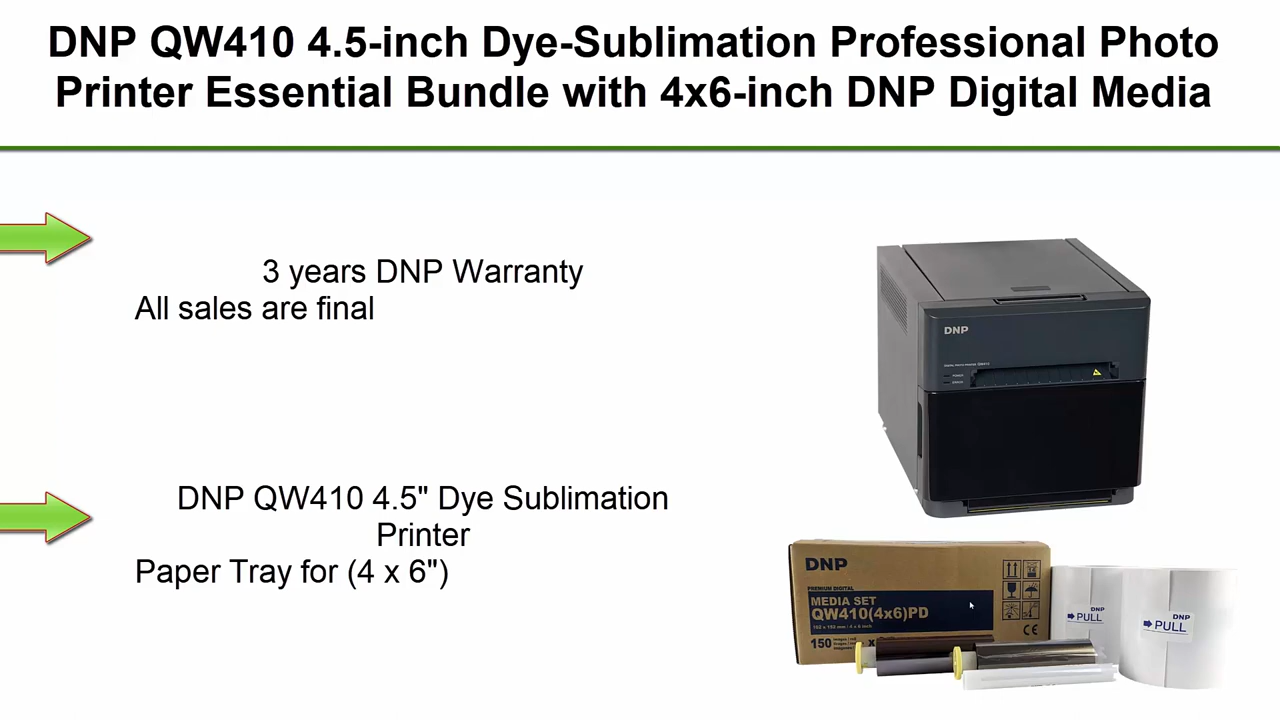 DNP QW410 4.5-inch Dye-Sublimation Professional Photo
Printer Essential Bundle with 4x6-inch DNP Digital Media
3 years DNP Warranty
All sales are final
DNP QW410 4.5" Dye Sublimation
Printer
Paper Tray for (4 x 6")
DNP
POWER
ERROR
DNP
PREMIUM DIGITAL
MEDIA SET
QW410(4x6)PD
150
CE
DNP
PULL
DNP
PULL